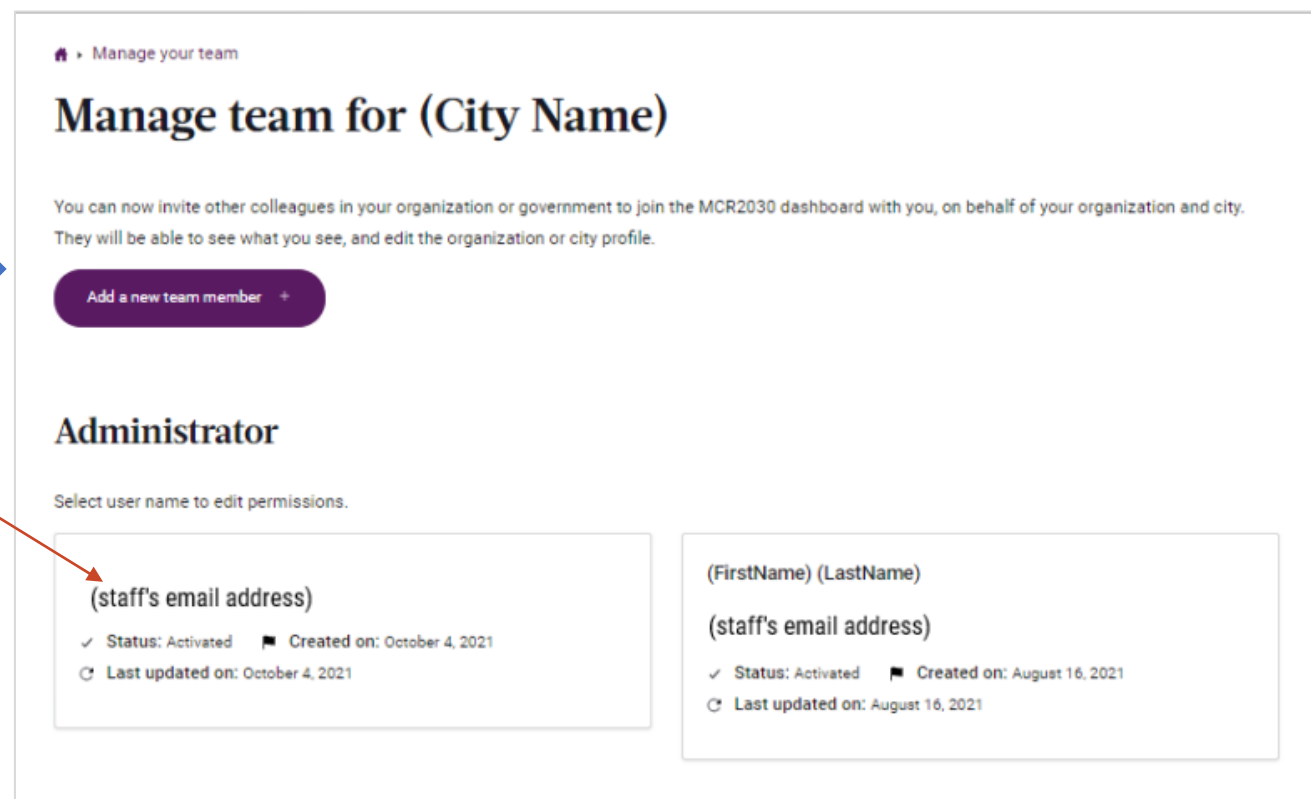 Manage your team
Manage team for (City Name)
You can now invite other colleagues in your organization or government to join the MCR2030 dashboard with you, on behalf of your organization and city.
They will be able to see what you see, and edit the organization or city profile.
Add a new team member +
Administrator
Select user name to edit permissions.
(staff's email address)
Status: Activated Created on: October 4, 2021
Last updated on: October 4, 2021
(FirstName) (LastName)
(staff's email address)
Status: Activated Created on: August 16, 2021
Last updated on: August 16, 2021